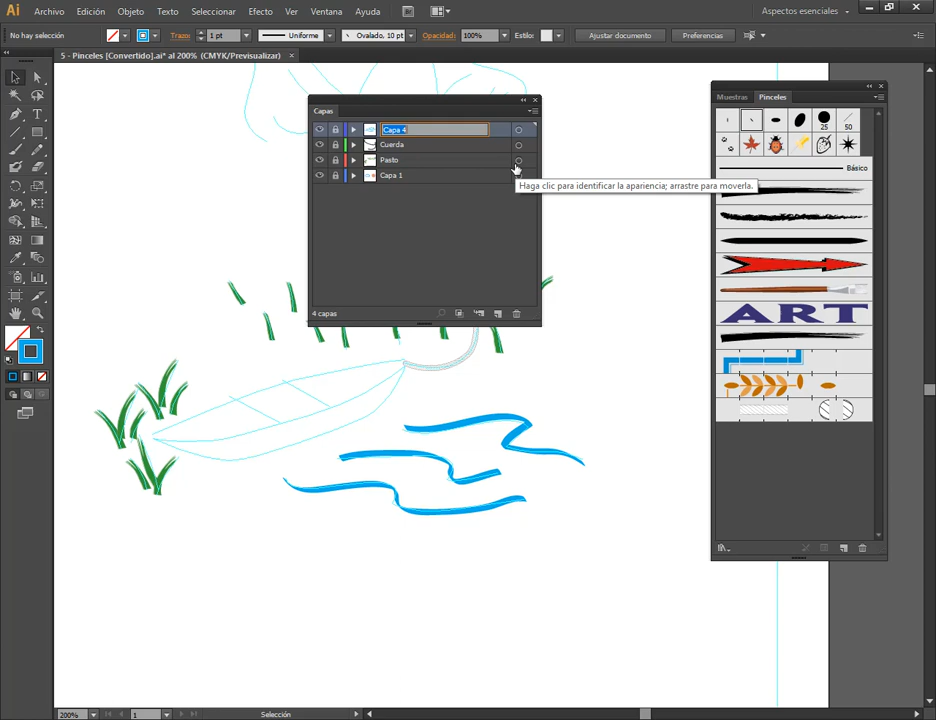 Ai Archivo Edición Objeto Texto Seleccionar Efecto Ver Ventana Ayuda Br Aspectos esenciales
No hay selección Trazo: 1 pt Uniforme Ovalado, 10 pt. Opacidad: 100% Estilo: Ajustar documento Preferencias
5 - Pinceles [Convertido].ai* al 200% (CMYK/Previsualizar)
Capas
Capa 4
Cuerda
Pasto
Capa 1
Haga clic para identificar la apariencia; arrastre para moverla.
4 capas
Muestras Pinceles
25 50
Básico
ART
200% 1 Selección